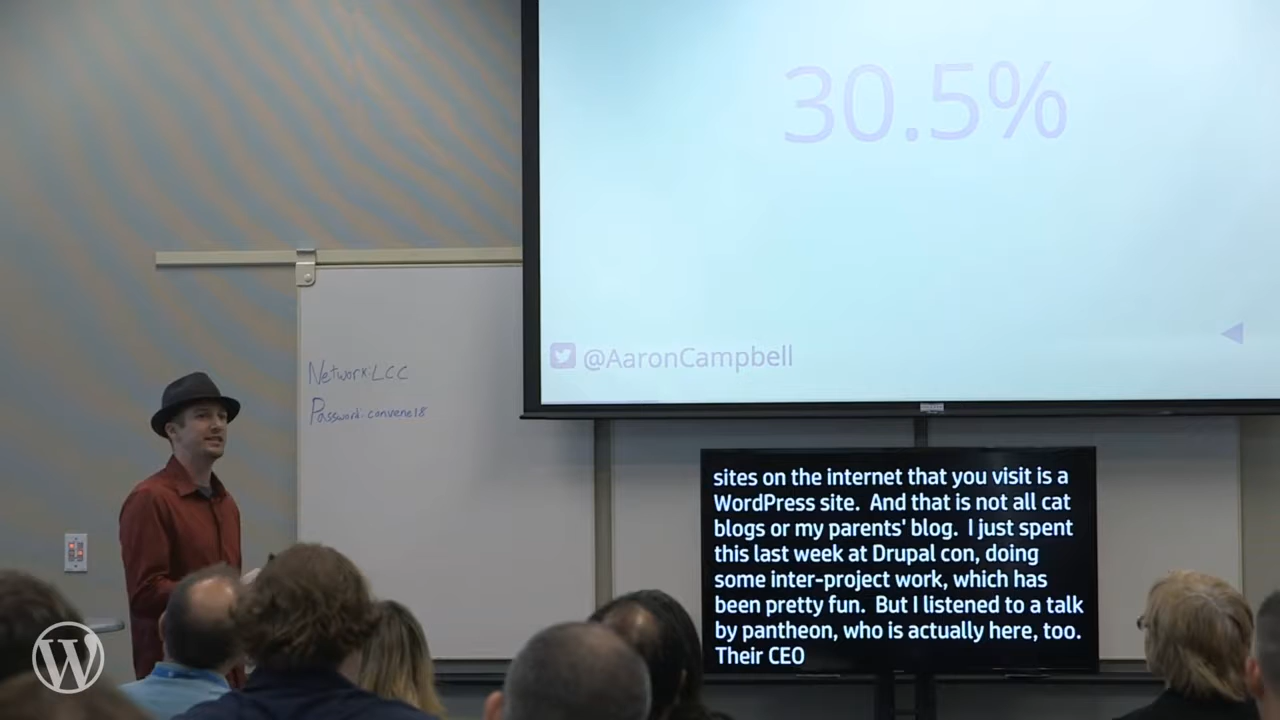 30.5%
@AaronCampbell
Network: LCC
Password: convene18
sites on the internet that you visit is a
WordPress site.  And that is not all cat
blogs or my parents' blog.  I just spent
this last week at Drupal con, doing
some inter-project work, which has
been pretty fun.  But I listened to a talk
by pantheon, who is actually here, too.
Their CEO